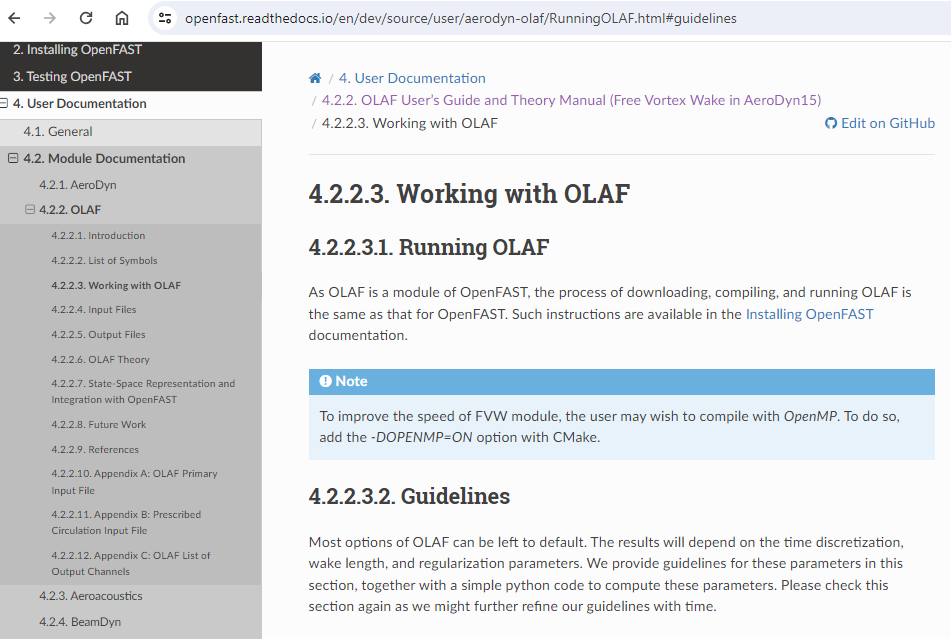 openfast.readthedocs.io/en/dev/source/user/aerodyn-olaf/RunningOLAF.html#guidelines
2. Installing OpenFAST
3. Testing OpenFAST
4. User Documentation
4.1. General
4.2. Module Documentation
4.2.1. AeroDyn
4.2.2. OLAF
4.2.2.1. Introduction
4.2.2.2. List of Symbols
4.2.2.3. Working with OLAF
4.2.2.4. Input Files
4.2.2.5. Output Files
4.2.2.6. OLAF Theory
4.2.2.7. State-Space Representation and
Integration with OpenFAST
4.2.2.8. Future Work
4.2.2.9. References
4.2.2.10. Appendix A: OLAF Primary
Input File
4.2.2.11. Appendix B: Prescribed
Circulation Input File
4.2.2.12. Appendix C: OLAF List of
Output Channels
4.2.3. Aeroacoustics
4.2.4. BeamDyn
/ 4. User Documentation
/ 4.2.2. OLAF User's Guide and Theory Manual (Free Vortex Wake in AeroDyn15)
/ 4.2.2.3. Working with OLAF
Edit on GitHub
4.2.2.3. Working with OLAF
4.2.2.3.1. Running OLAF
As OLAF is a module of OpenFAST, the process of downloading, compiling, and running OLAF is
the same as that for OpenFAST. Such instructions are available in the Installing OpenFAST
documentation.
Note
To improve the speed of FVW module, the user may wish to compile with OpenMP. To do so,
add the -DOPENMP=ON option with CMake.
4.2.2.3.2. Guidelines
Most options of OLAF can be left to default. The results will depend on the time discretization,
wake length, and regularization parameters. We provide guidelines for these parameters in this
section, together with a simple python code to compute these parameters. Please check this
section again as we might further refine our guidelines with time.